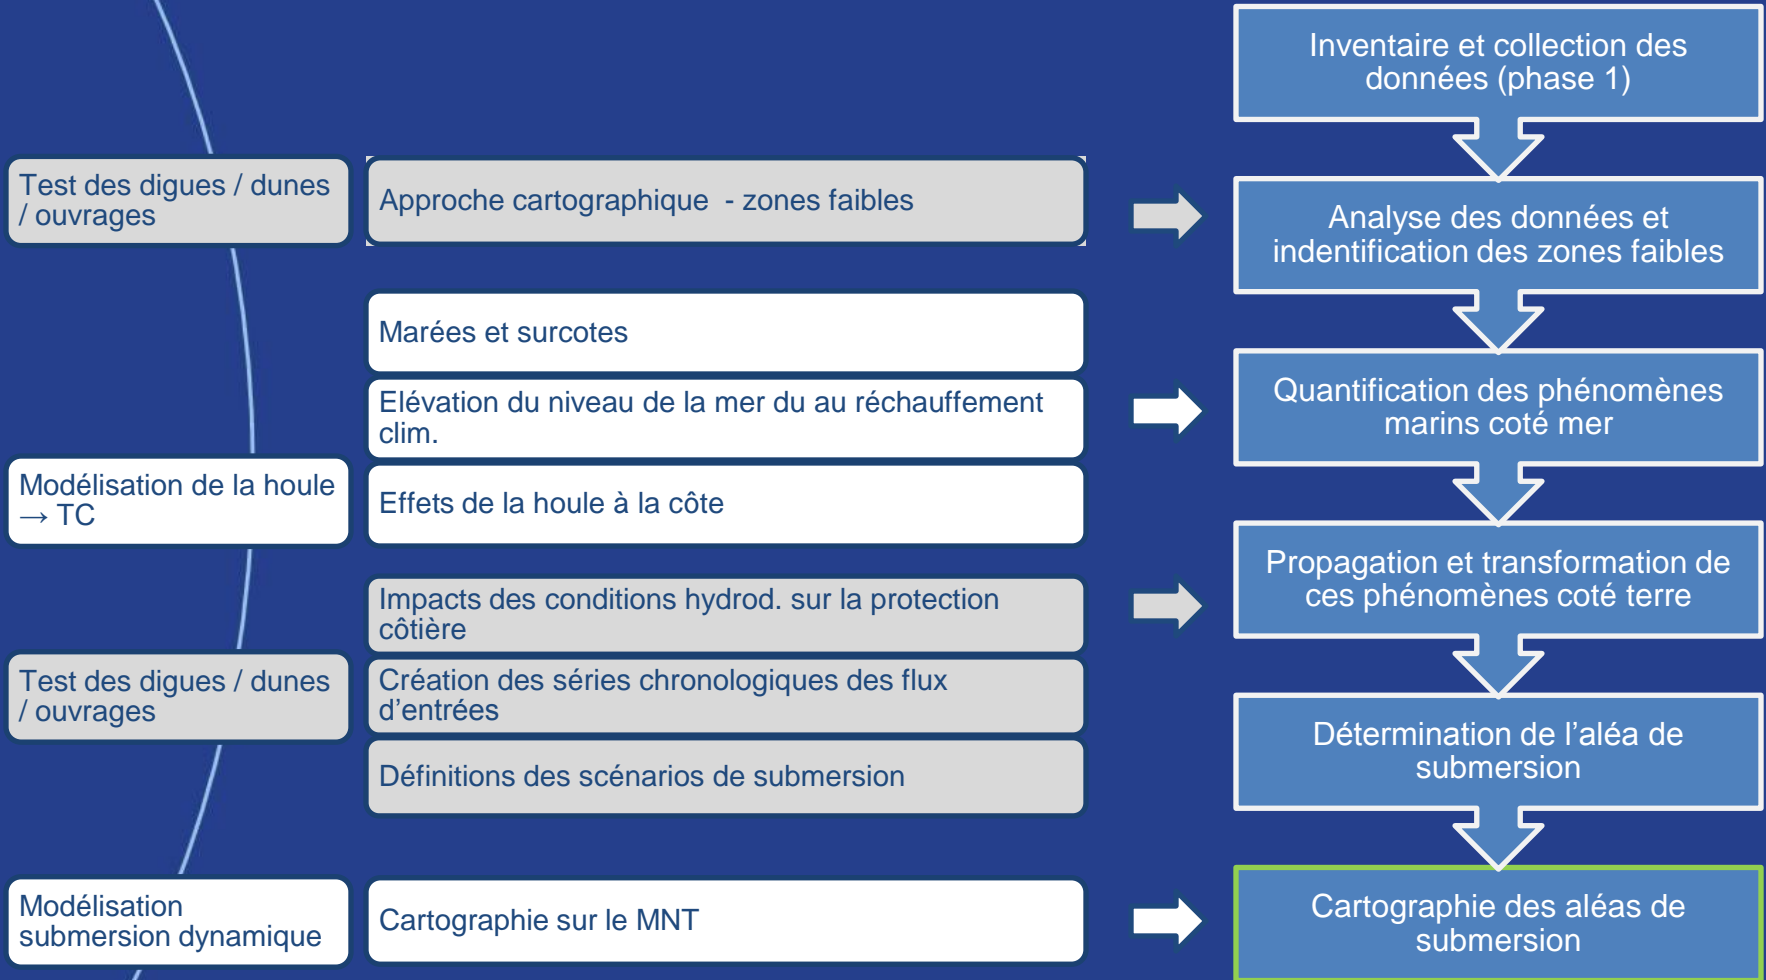 Inventaire et collection des
données (phase 1)
Test des digues / dunes
/ ouvrages
Approche cartographique  - zones faibles
Analyse des données et
indentification des zones faibles
Marées et surcotes
Elévation du niveau de la mer du au réchauffement
clim.
Quantification des phénomènes
marins coté mer
Modélisation de la houle
→ TC
Effets de la houle à la côte
Impacts des conditions hydrod. sur la protection
côtière
Propagation et transformation de
ces phénomènes coté terre
Test des digues / dunes
/ ouvrages
Création des séries chronologiques des flux
d’entrées
Définitions des scénarios de submersion
Détermination de l’aléa de
submersion
Modélisation
submersion dynamique
Cartographie sur le MNT
Cartographie des aléas de
submersion